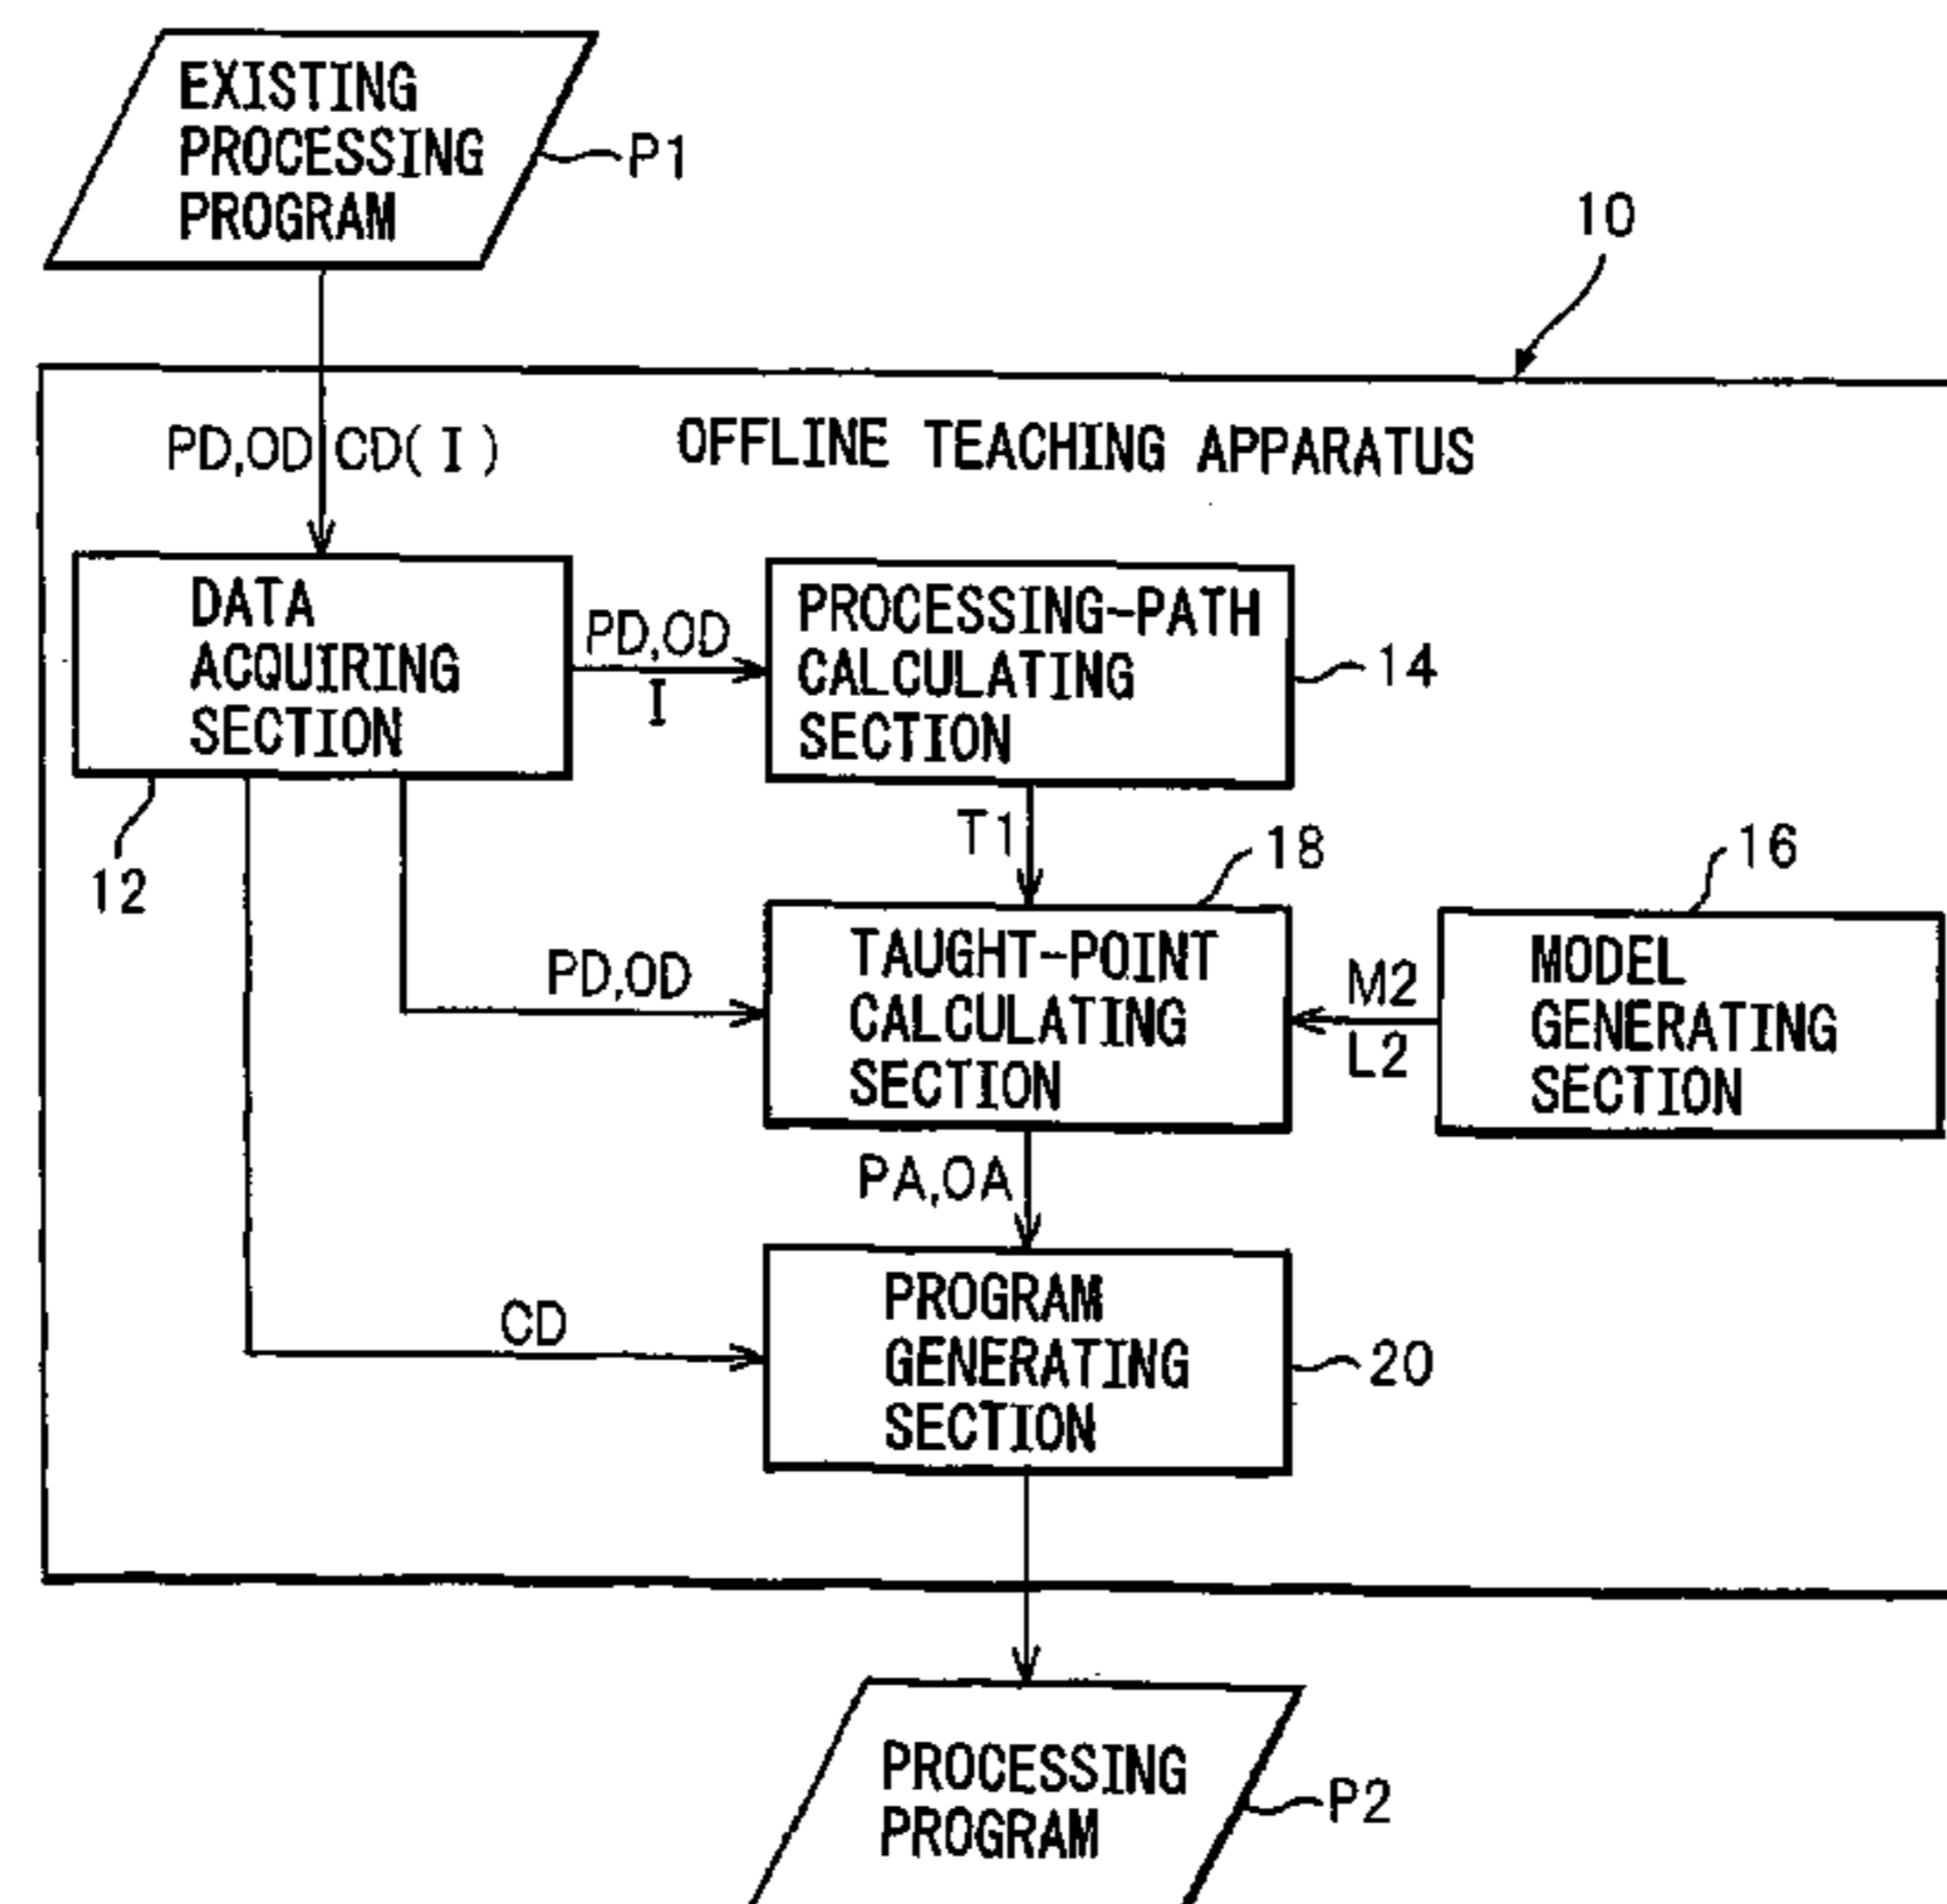 EXISTING
PROCESSING
PROGRAM
P1
10
PD,OD CD(I)
OFFLINE TEACHING APPARATUS
DATA
ACQUIRING
SECTION
12
PD,OD
I
PROCESSING-PATH
CALCULATING
SECTION
14
T1
18
16
PD,OD
TAUGHT-POINT
CALCULATING
SECTION
M2
L2
MODEL
GENERATING
SECTION
PA,OA
CD
PROGRAM
GENERATING
SECTION
20
PROCESSING
PROGRAM
P2